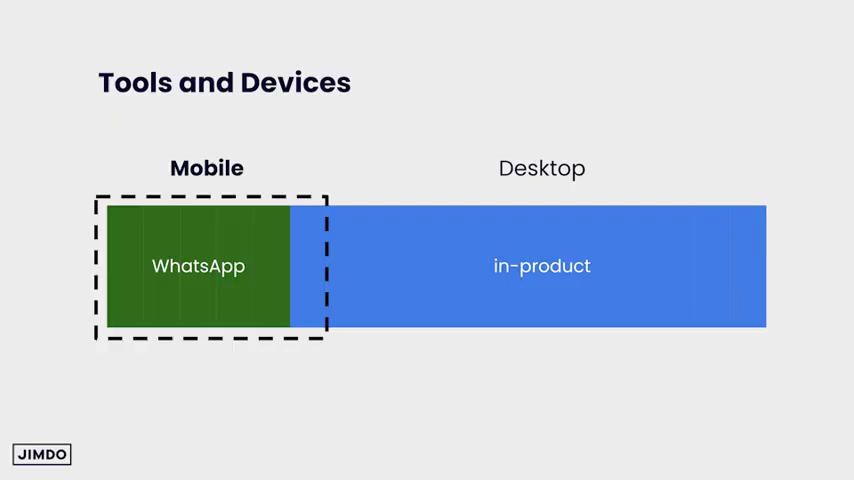 Tools and Devices
Mobile
Desktop
WhatsApp
in-product
JIMDO